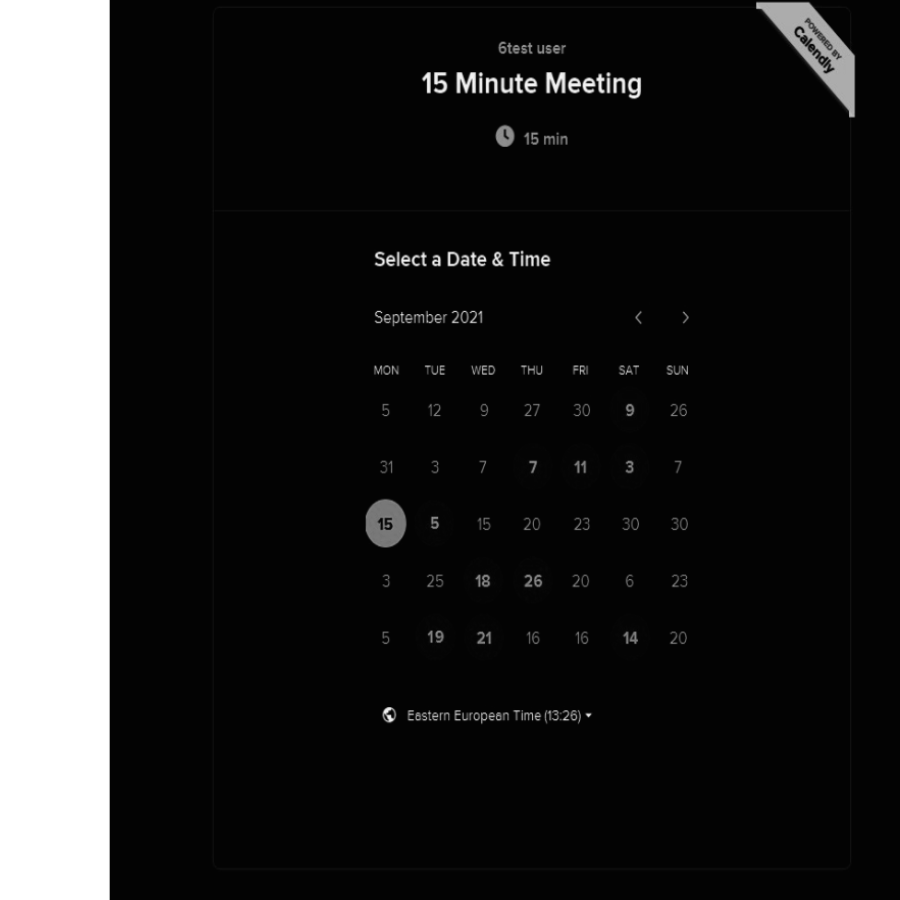 POWERED BY
Calendly
6test user
15 Minute Meeting
15 min
Select a Date & Time
September 2021
MON TUE WED THU FRI SAT SUN
5 12 9 27 30 9 26
31 3 7 7 11 3 7
15 5 15 20 23 30 30
3 25 18 26 20 6 23
5 19 21 16 16 14 20
Eastern European Time (13:26)